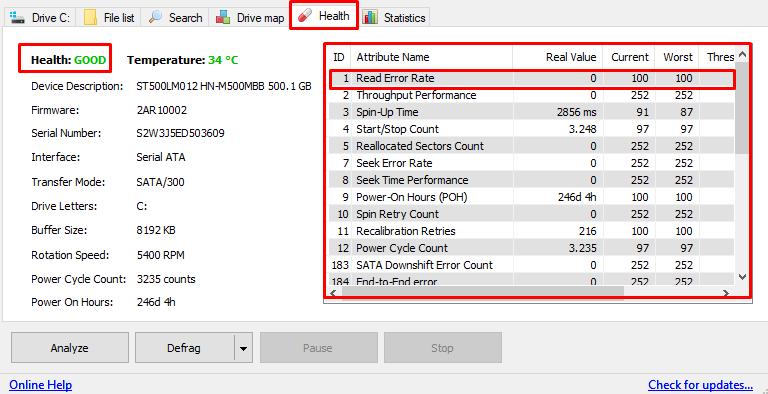 Drive C: File list Search Drive map Health Statistics
Health: GOOD Temperature: 34 °C
Device Description: ST500LM012 HN-M500MBB 500.1 GB
Firmware: 2AR10002
Serial Number: S2W3J5ED503609
Interface: Serial ATA
Transfer Mode: SATA/300
Drive Letters: C:
Buffer Size: 8192 KB
Rotation Speed: 5400 RPM
Power Cycle Count: 3235 counts
Power On Hours: 246d 4h
ID Attribute Name Real Value Current Worst Thres
1 Read Error Rate 0 100 100
2 Throughput Performance 0 252 252
3 Spin-Up Time 2856 ms 91 87
4 Start/Stop Count 3.248 97 97
5 Reallocated Sectors Count 0 252 252
7 Seek Error Rate 0 252 252
8 Seek Time Performance 0 252 252
9 Power-On Hours (POH) 246d 4h 100 100
10 Spin Retry Count 0 252 252
11 Recalibration Retries 216 100 100
12 Power Cycle Count 3.235 97 97
183 SATA Downshift Error Count 0 252 252
184 End-to-End error 0 252 252
Analyze Defrag Pause Stop
Online Help Check for updates...